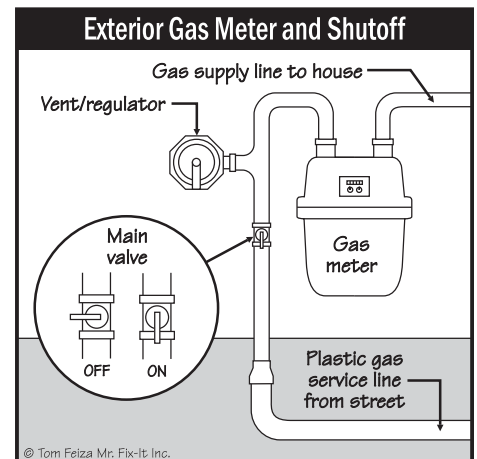 Exterior Gas Meter and Shutoff
Gas supply line to house
Vent/regulator
Main
valve
Gas
meter
OFF
ON
Plastic gas
service line
from street
© Tom Feiza Mr. Fix-It Inc.